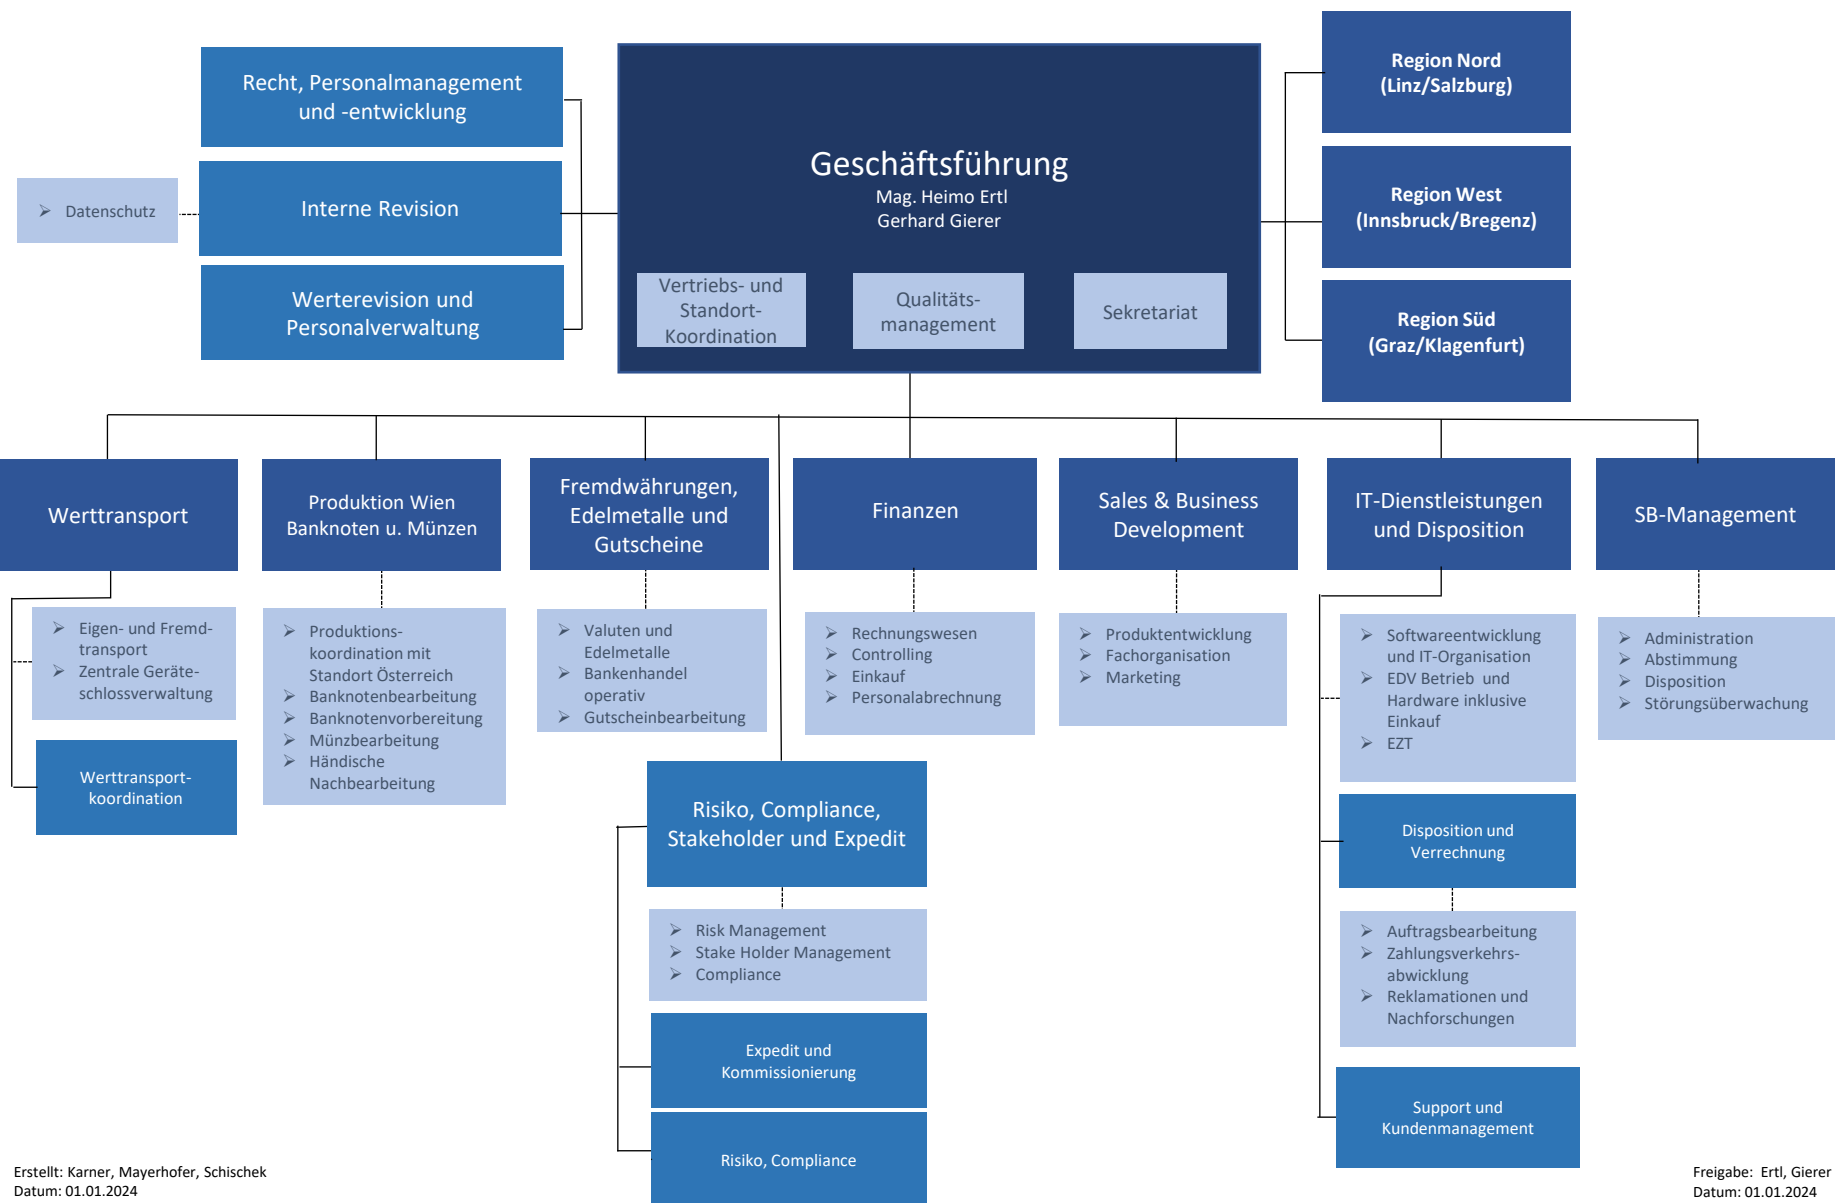 Recht, Personalmanagement
und -entwicklung
Interne Revision
➢ Datenschutz
Werterevision und
Personalverwaltung
Geschäftsführung
Mag. Heimo Ertl
Gerhard Gierer
Vertriebs- und
Standort-
Koordination
Qualitäts-
management
Sekretariat
Region Nord
(Linz/Salzburg)
Region West
(Innsbruck/Bregenz)
Region Süd
(Graz/Klagenfurt)
Werttransport
➢ Eigen- und Fremd-
transport
➢ Zentrale Geräte-
schlossverwaltung
Werttransport-
koordination
Produktion Wien
Banknoten u. Münzen
➢ Produktions-
koordination mit
Standort Österreich
➢ Banknotenbearbeitung
➢ Banknotenvorbereitung
➢ Münzbearbeitung
➢ Händische
Nachbearbeitung
Fremdwährungen,
Edelmetalle und
Gutscheine
➢ Valuten und
Edelmetalle
➢ Bankenhandel
operativ
➢ Gutscheinbearbeitung
Risiko, Compliance,
Stakeholder und Expedit
➢ Risk Management
➢ Stake Holder Management
➢ Compliance
Expedit und
Kommissionierung
Risiko, Compliance
Finanzen
➢ Rechnungswesen
➢ Controlling
➢ Einkauf
➢ Personalabrechnung
Sales & Business
Development
➢ Produktentwicklung
➢ Fachorganisation
➢ Marketing
IT-Dienstleistungen
und Disposition
➢ Softwareentwicklung
und IT-Organisation
➢ EDV Betrieb und
Hardware inklusive
Einkauf
➢ EZT
Disposition und
Verrechnung
➢ Auftragsbearbeitung
➢ Zahlungsverkehrs-
abwicklung
➢ Reklamationen und
Nachforschungen
Support und
Kundenmanagement
SB-Management
➢ Administration
➢ Abstimmung
➢ Disposition
➢ Störungsüberwachung
Erstellt: Karner, Mayerhofer, Schischek
Datum: 01.01.2024
Freigabe: Ertl, Gierer
Datum: 01.01.2024